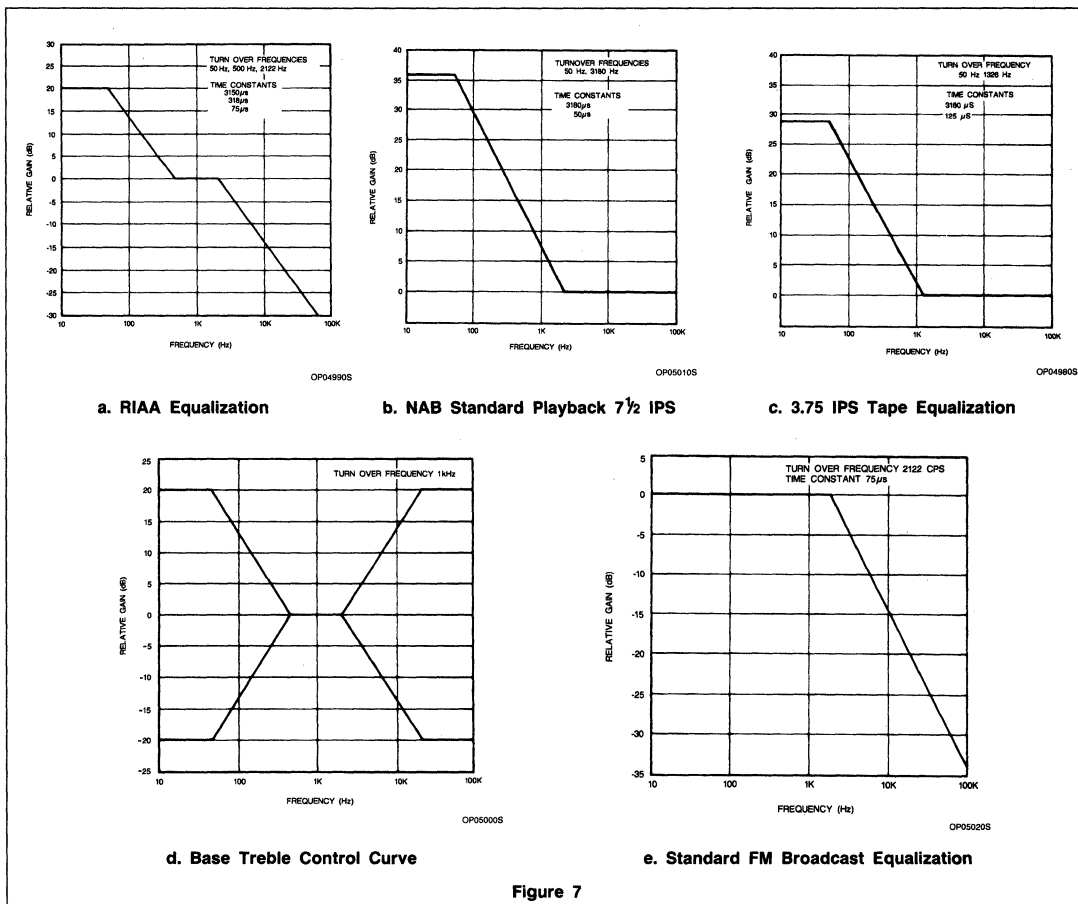 30
25
20
15
10
5
0
-5
-10
-15
-20
-25
-30
RELATIVE GAIN (dB)
TURN OVER FREQUENCIES
50 Hz, 500 Hz, 2122 Hz
TIME CONSTANTS
3150μs
318μs
75μs
10 100 1K 10K 100K
FREQUENCY (Hz)
OP04990S
a. RIAA Equalization
40
35
30
25
20
15
10
5
0
RELATIVE GAIN (dB)
TURNOVER FREQUENCIES
50 Hz, 3180 Hz
TIME CONSTANTS
3180μs
50μs
10 100 1K 10K 100K
FREQUENCY (Hz)
OP05010S
b. NAB Standard Playback 7½ IPS
40
35
30
25
20
15
10
5
0
RELATIVE GAIN (dB)
TURN OVER FREQUENCY
50 Hz 1326 Hz
TIME CONSTANTS
3180 μS
125 μS
10 100 1K 10K 100K
FREQUENCY (Hz)
OP04980S
c. 3.75 IPS Tape Equalization
25
20
15
10
5
0
-5
-10
-15
-20
-25
RELATIVE GAIN (dB)
TURN OVER FREQUENCY 1kHz
10 100 1K 10K 100K
FREQUENCY (Hz)
OP05000S
d. Base Treble Control Curve
5
0
-5
-10
-15
-20
-25
-30
-35
RELATIVE GAIN (dB)
TURN OVER FREQUENCY 2122 CPS
TIME CONSTANT 75μs
10 100 1K 10K 100K
FREQUENCY (Hz)
OP05020S
e. Standard FM Broadcast Equalization
Figure 7